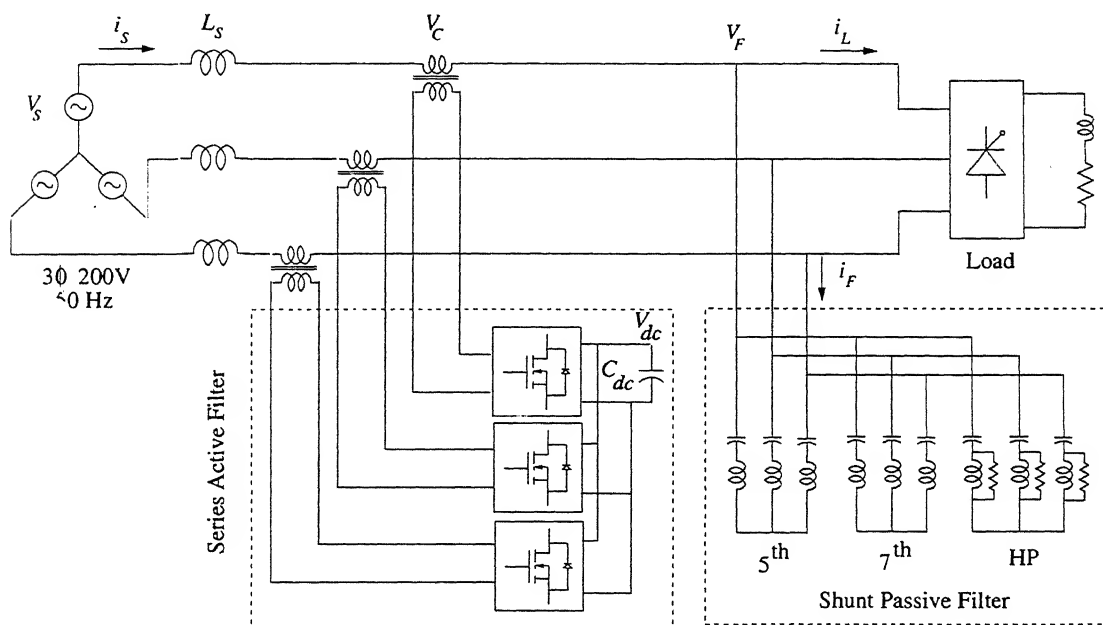 i_S
L_S
V_C
V_F
i_L
V_S
Load
3ϕ 200V
i_F
V_dc
C_dc
Series Active Filter
5th
7th
HP
Shunt Passive Filter